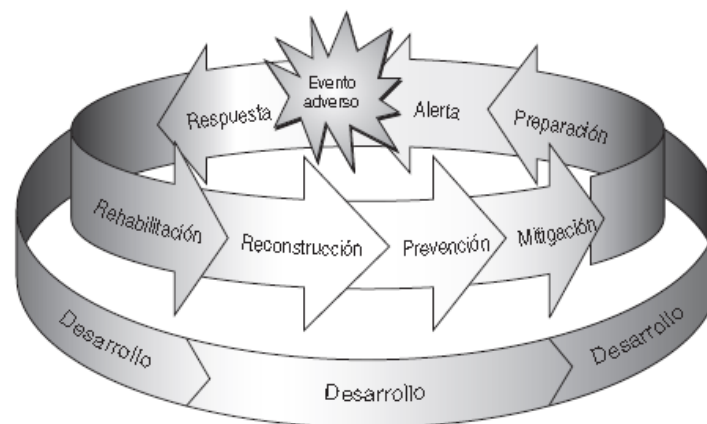 Evento
adverso
Respuesta
Alerta
Preparación
Rehabilitación
Reconstrucción
Prevención
Mitigación
Desarrollo
Desarrollo
Desarrollo